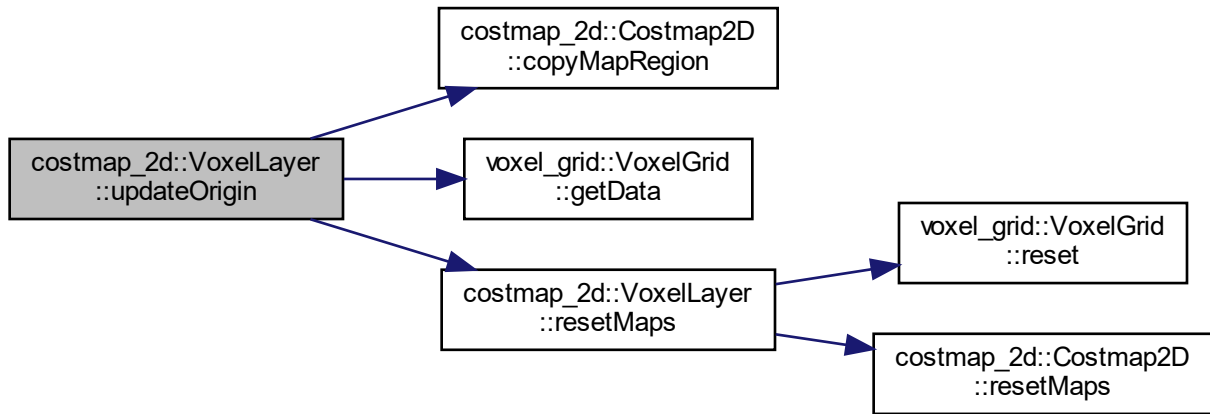 costmap_2d::Costmap2D
::copyMapRegion
costmap_2d::VoxelLayer
::updateOrigin
voxel_grid::VoxelGrid
::getData
voxel_grid::VoxelGrid
::reset
costmap_2d::VoxelLayer
::resetMaps
costmap_2d::Costmap2D
::resetMaps